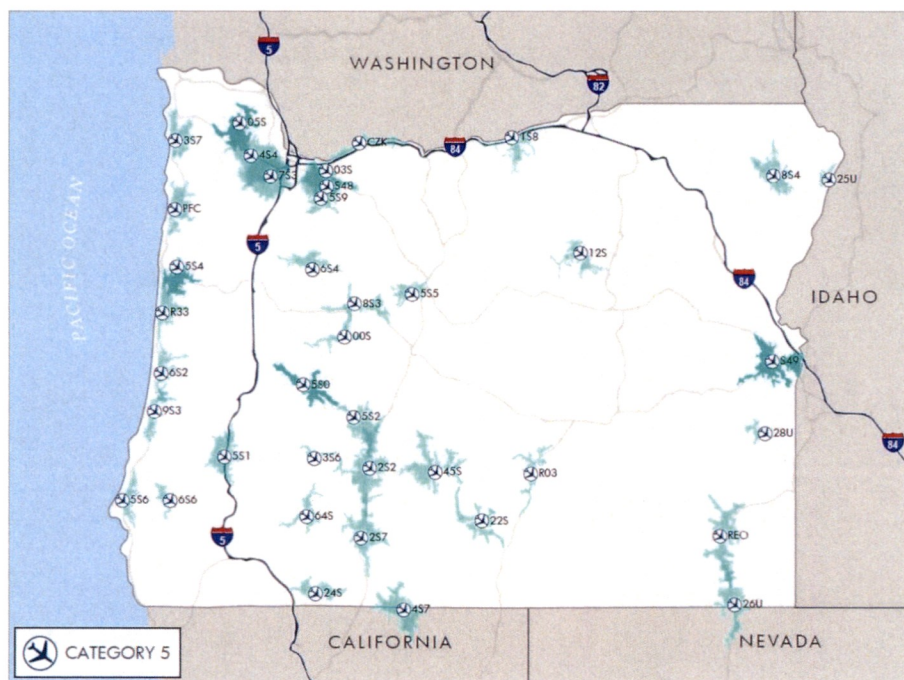 5
WASHINGTON
82
05S
3S7
CZK
84
1S8
4S4
7S3
03S
S48
5S9
8S4
25U
PACIFIC OCEAN
PFC
5
12S
5S4
6S4
84
5S5
IDAHO
8S3
R33
00S
S49
6S2
5S0
9S3
5S2
28U
84
5S1
3S6
2S2
45S
R03
5S6
6S6
64S
22S
5
2S7
REO
24S
4S7
26U
CATEGORY 5
CALIFORNIA
NEVADA